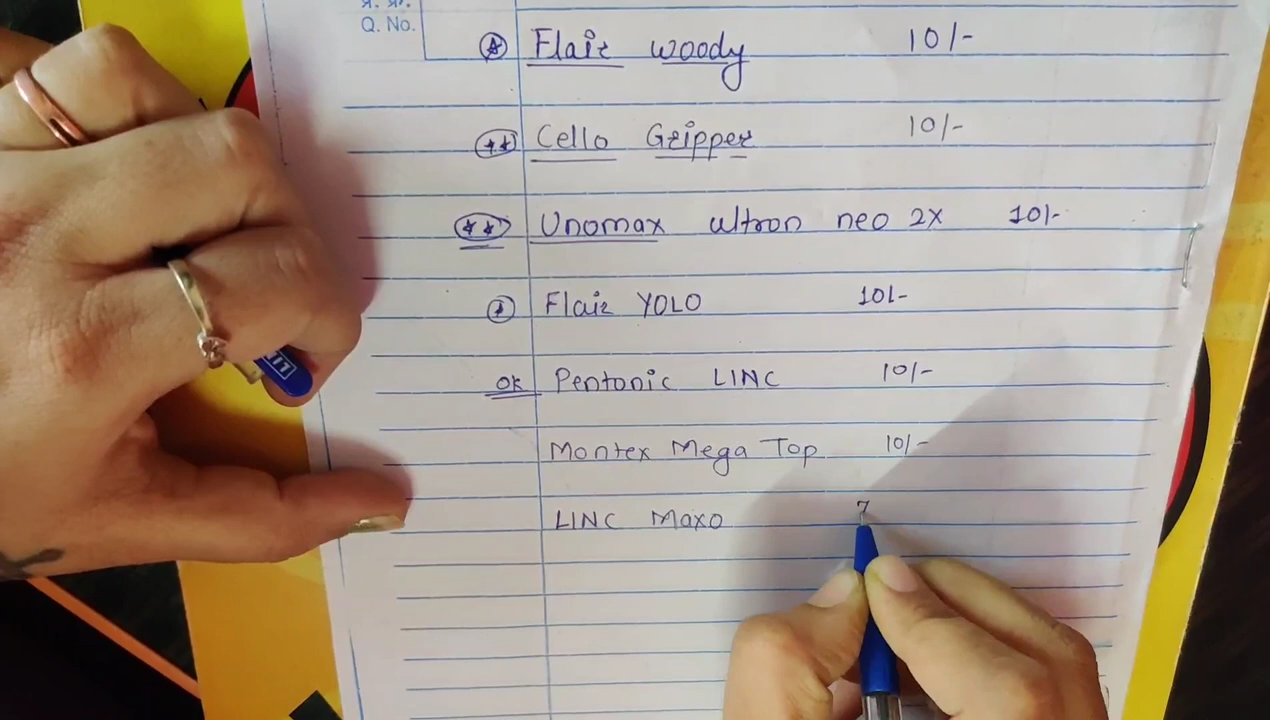 प्र. क्र.
Q. No.
Flair woody 10/-
Cello Gripper 10/-
Unomax ultron neo 2X 10/-
Flair YOLO 10/-
OK Pentonic LINC 10/-
Montex Mega Top 10/-
LINC Maxo 7